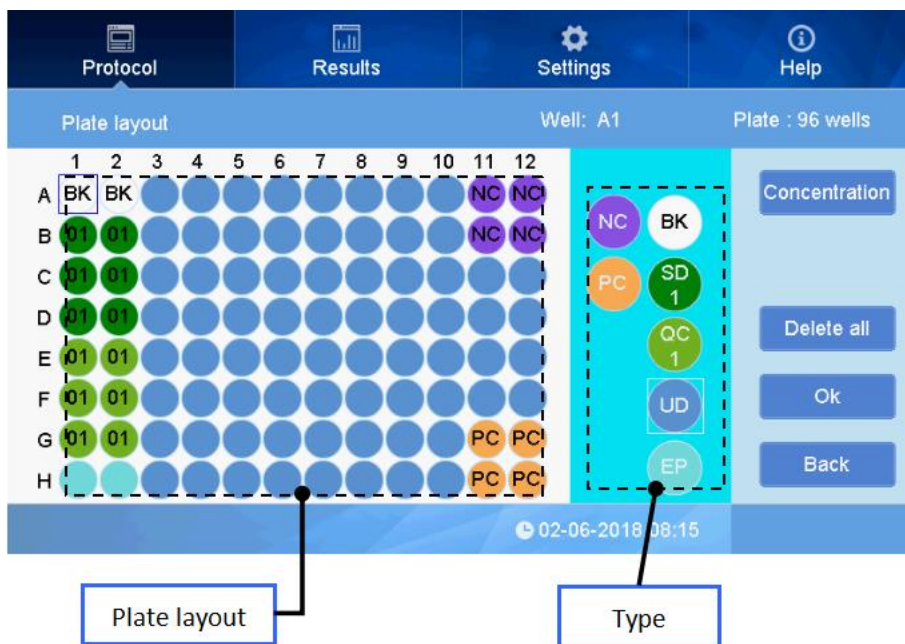 Protocol Results Settings Help
Plate layout Well: A1 Plate : 96 wells
1 2 3 4 5 6 7 8 9 10 11 12
A BK BK NC NC
B 01 01 NC NC
C 01 01
D 01 01
E 01 01
F 01 01
G 01 01 PC PC
H PC PC
NC BK
PC SD
1
QC
1
UD
EP
Concentration
Delete all
Ok
Back
02-06-2018 08:15
Plate layout
Type